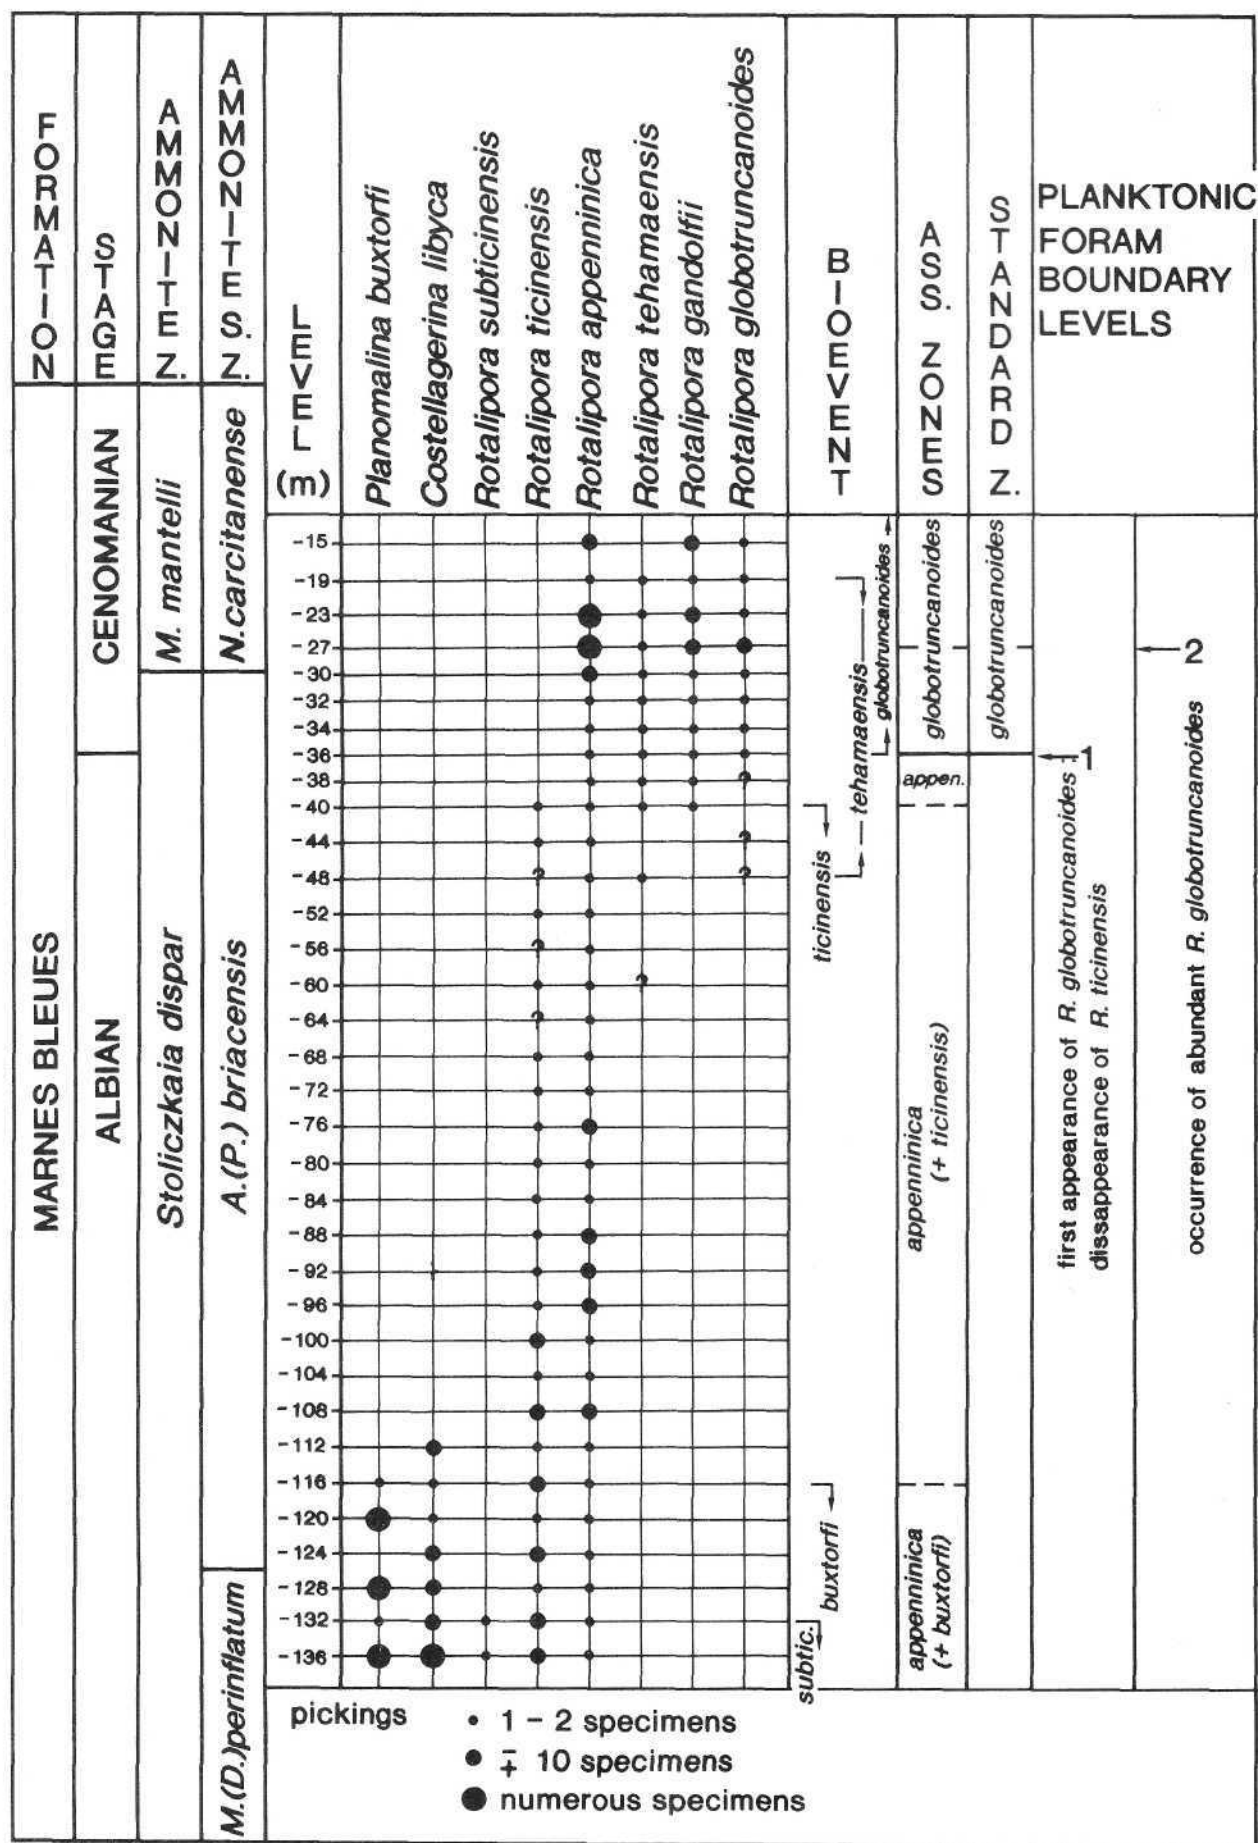 FORMATION
STAGE
AMMONITE Z.
AMMONITE S. Z.
LEVEL (m)
Planomalina buxtorfi
Costellagerina libyca
Rotalipora subticinensis
Rotalipora ticinensis
Rotalipora appenninica
Rotalipora tehamaensis
Rotalipora gandolfii
Rotalipora globotruncanoides
BIOEVENT
ASS. ZONES
STANDARD Z.
PLANKTONIC
FORAM
BOUNDARY
LEVELS
MARNES BLEUES
CENOMANIAN
ALBIAN
M. mantelli
Stoliczkaia dispar
N.carcitanense
A.(P.) briacensis
M.(D.)perinflatum
-15
-19
-23
-27
-30
-32
-34
-36
-38
?
-40
-44
?
-48
? ?
-52
-56
?
-60
?
-64
?
-68
-72
-76
-80
-84
-88
-92
-96
-100
-104
-108
-112
-116
-120
-124
-128
-132
-136
globotruncanoides
tehamaensis
ticinensis
buxtorfi
subtic.
globotruncanoides
appen.
appenninica
(+ ticinensis)
appenninica
(+ buxtorfi)
globotruncanoides
1
first appearance of R. globotruncanoides :
dissappearance of R. ticinensis
2
occurrence of abundant R. globotruncanoides
pickings
1 - 2 specimens
∓ 10 specimens
numerous specimens